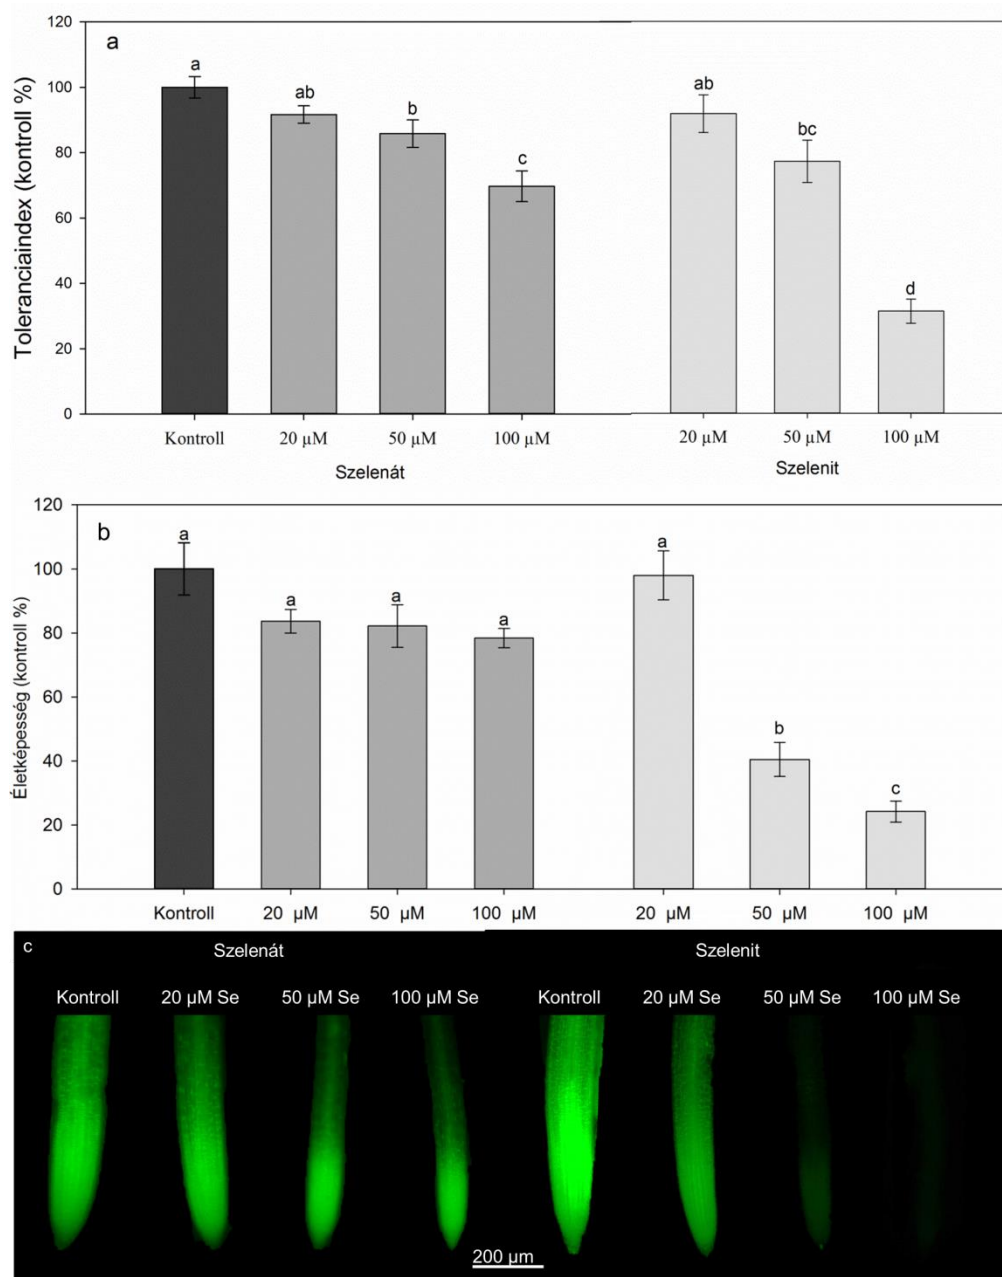 120
a
a
100
ab
ab
b
bc
80
c
60
40
d
20
0
Toleranciaindex (kontroll %)
Kontroll 20 µM 50 µM 100 µM 20 µM 50 µM 100 µM
Szelenát Szelenit
120
b
a
a
100
a
a
a
80
60
b
40
c
20
0
Életképesség (kontroll %)
Kontroll 20 µM 50 µM 100 µM 20 µM 50 µM 100 µM
c
Szelenát Szelenit
Kontroll 20 µM Se 50 µM Se 100 µM Se Kontroll 20 µM Se 50 µM Se 100 µM Se
200 µm